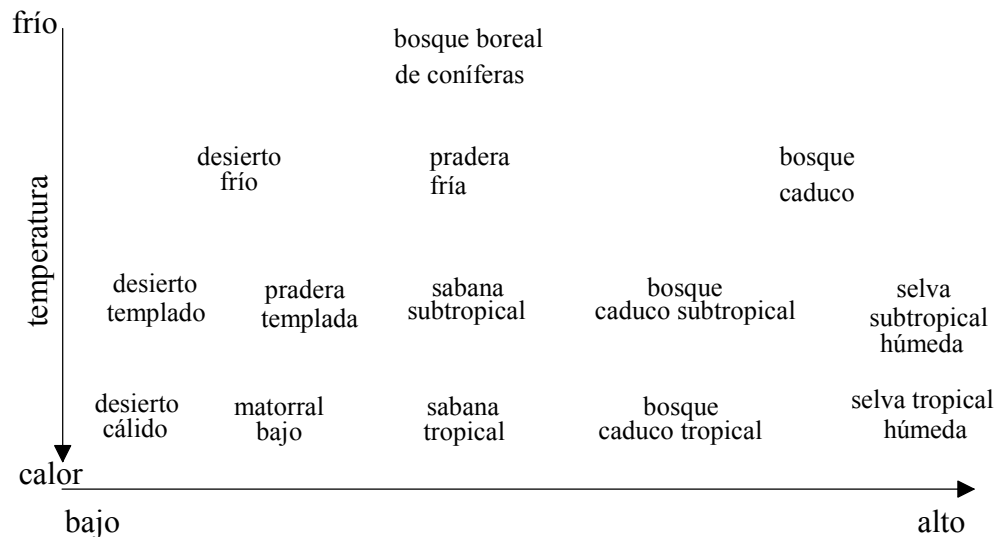 frío
bosque boreal
de coníferas
desierto
frío
pradera
fría
bosque
caduco
temperatura
desierto
templado
pradera
templada
sabana
subtropical
bosque
caduco subtropical
selva
subtropical
húmeda
desierto
cálido
matorral
bajo
sabana
tropical
bosque
caduco tropical
selva tropical
húmeda
calor
bajo
alto